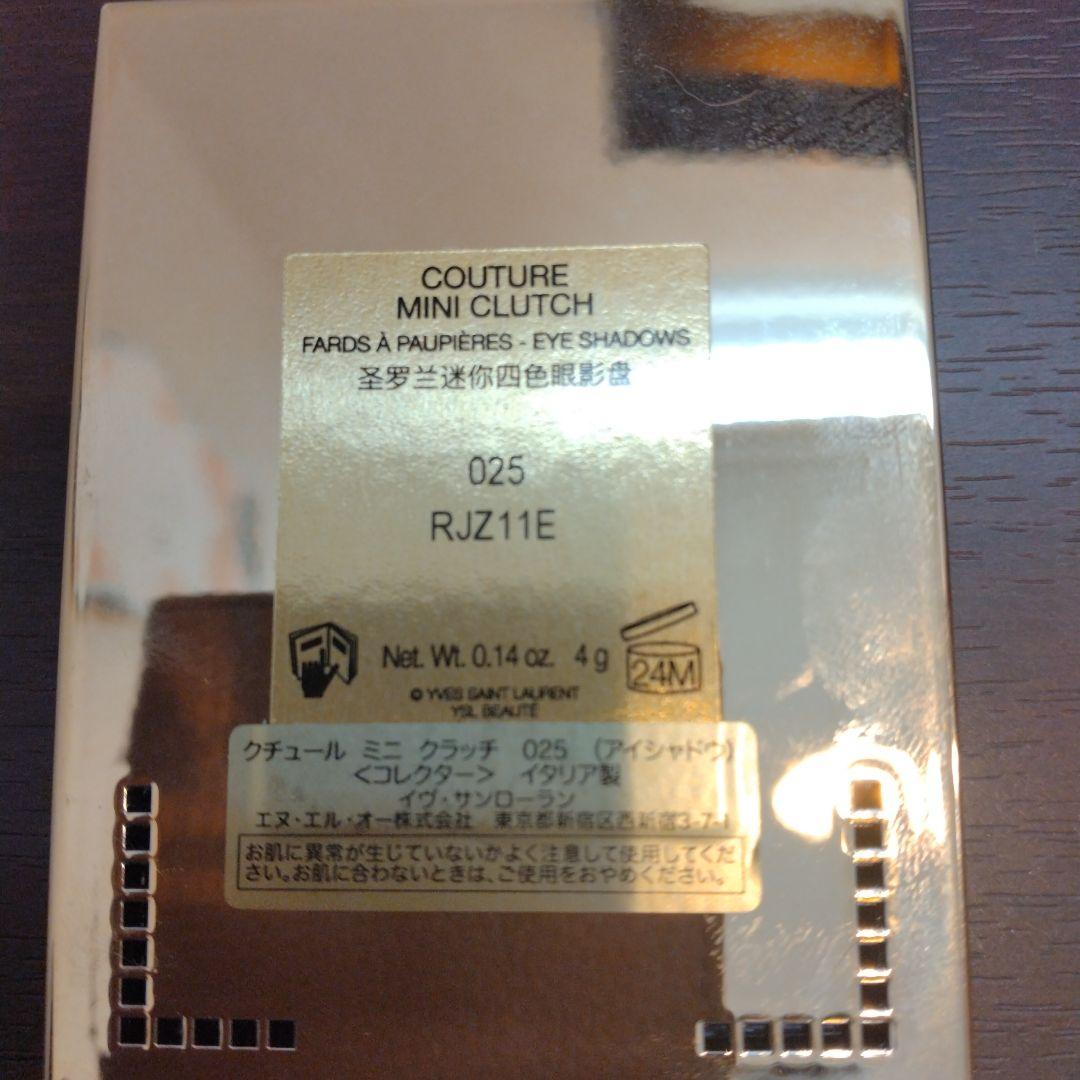 COUTURE
MINI CLUTCH
FARDS À PAUPIÈRES - EYE SHADOWS
圣罗兰迷你四色眼影盘
025
RJZ11E
Net. Wt. 0.14 oz. 4 g
24M
© YVES SAINT LAURENT
YSL BEAUTÉ
クチュール ミニ クラッチ 025 （アイシャドウ）
＜コレクター＞ イタリア製
イヴ・サンローラン
エヌ・エル・オー株式会社 東京都新宿区西新宿3-7-1
お肌に異常が生じていないかよく注意して使用してくだ
さい。お肌に合わないときは、ご使用をおやめください。